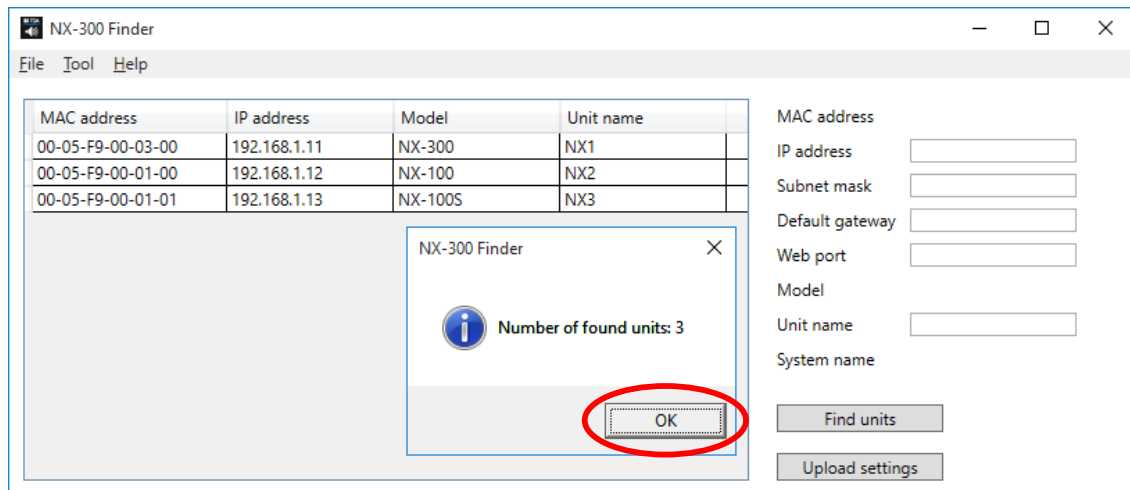 NX-300 Finder
File Tool Help
MAC address IP address Model Unit name
00-05-F9-00-03-00 192.168.1.11 NX-300 NX1
00-05-F9-00-01-00 192.168.1.12 NX-100 NX2
00-05-F9-00-01-01 192.168.1.13 NX-100S NX3
NX-300 Finder
Number of found units: 3
OK
MAC address
IP address
Subnet mask
Default gateway
Web port
Model
Unit name
System name
Find units
Upload settings